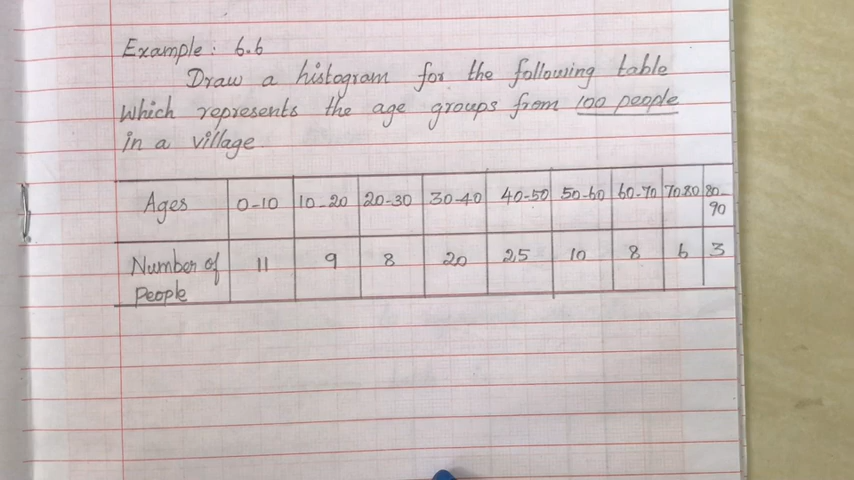 Example: 6.6
Draw a histogram for the following table
Which represents the age groups from 100 people
in a village
Ages 0-10 10-20 20-30 30-40 40-50 50-60 60-70 70-80 80-90
Number of People 11 9 8 20 25 10 8 6 3